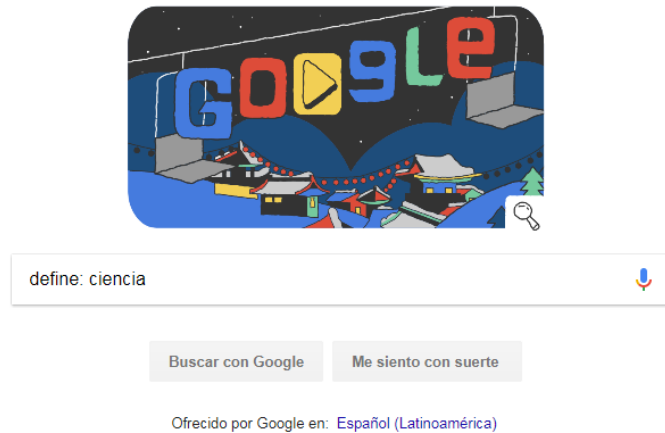 GOOGLE
define: ciencia
Buscar con Google
Me siento con suerte
Ofrecido por Google en: Español (Latinoamérica)